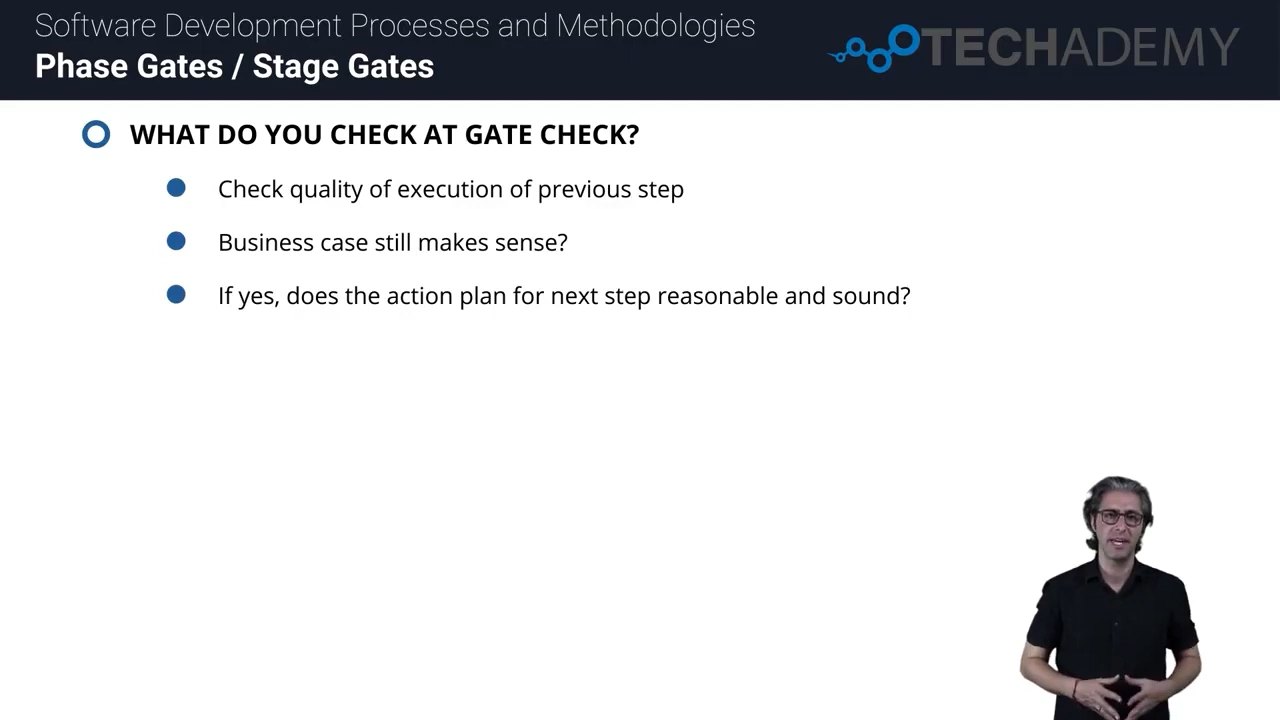 Software Development Processes and Methodologies
Phase Gates / Stage Gates
TECHADEMY
WHAT DO YOU CHECK AT GATE CHECK?
Check quality of execution of previous step
Business case still makes sense?
If yes, does the action plan for next step reasonable and sound?